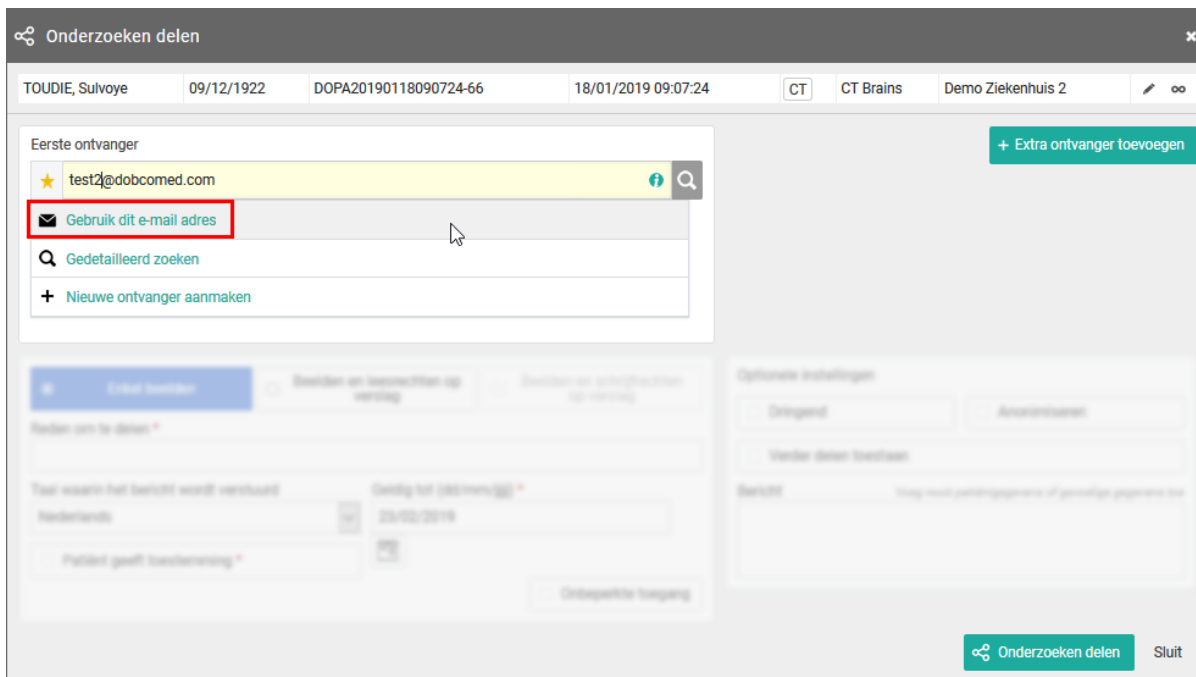 Onderzoeken delen
TOUDIE, Sulvoye 09/12/1922 DOPA20190118090724-66 18/01/2019 09:07:24 CT CT Brains Demo Ziekenhuis 2
Eerste ontvanger
+ Extra ontvanger toevoegen
test2@dobcomed.com
Gebruik dit e-mail adres
Gedetailleerd zoeken
+ Nieuwe ontvanger aanmaken
Enkel beelden
Beelden en leesrechten op
verslag
Beelden en schrijfrechten
op verslag
Optionele instellingen
Dringend
Anonimiseren
Reden om te delen *
Verder delen toestaan
Taal waarin het bericht wordt verstuurd
Geldig tot (dd/mm/jjjj) *
Bericht
Nederlands
23/02/2019
Patiënt geeft toestemming *
Onbeperkte toegang
Onderzoeken delen
Sluit